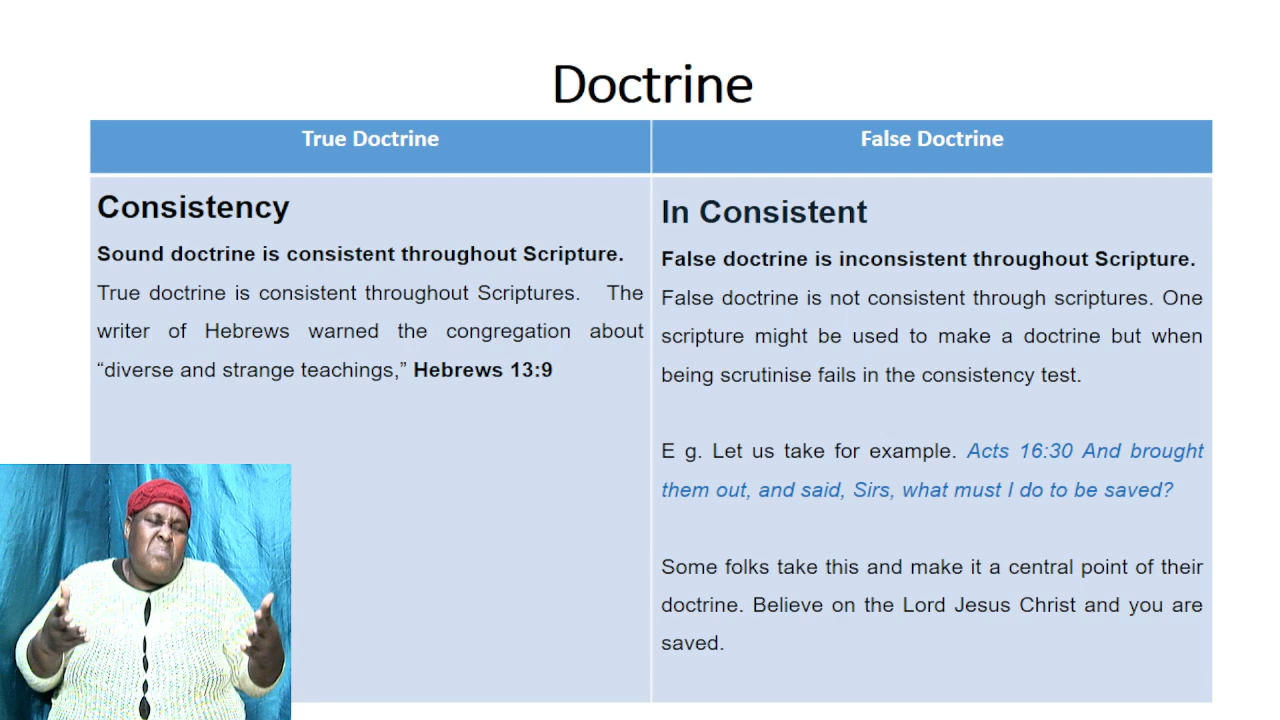 Doctrine
True Doctrine
False Doctrine
Consistency
Sound doctrine is consistent throughout Scripture.
True doctrine is consistent throughout Scriptures. The
writer of Hebrews warned the congregation about
“diverse and strange teachings,” Hebrews 13:9
In Consistent
False doctrine is inconsistent throughout Scripture.
False doctrine is not consistent through scriptures. One
scripture might be used to make a doctrine but when
being scrutinise fails in the consistency test.
E g. Let us take for example. Acts 16:30 And brought
them out, and said, Sirs, what must I do to be saved?
Some folks take this and make it a central point of their
doctrine. Believe on the Lord Jesus Christ and you are
saved.